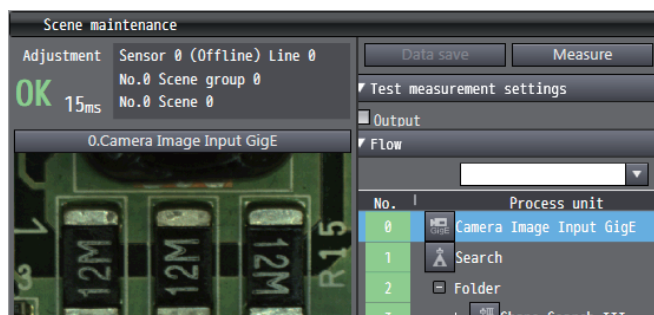 Scene maintenance
Adjustment
OK
15ms
Sensor 0 (Offline) Line 0
No.0 Scene group 0
No.0 Scene 0
0.Camera Image Input GigE
12M
12M
12M
R15
3
Data save
Measure
Test measurement settings
Output
Flow
No.
Process unit
0
GigE
Camera Image Input GigE
1
Search
2
Folder